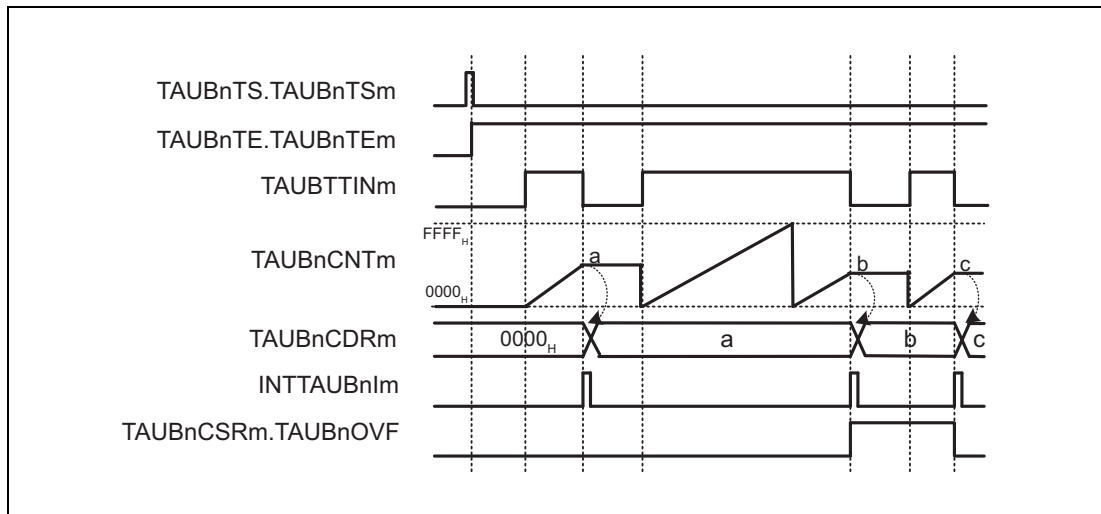 TAUBnTS.TAUBnTSm
TAUBnTE.TAUBnTEm
TAUBTTINm
FFFFH
TAUBnCNTm
a
b
c
0000H
TAUBnCDRm
0000H
a
b
c
INTTAUBnIm
TAUBnCSRm.TAUBnOVF